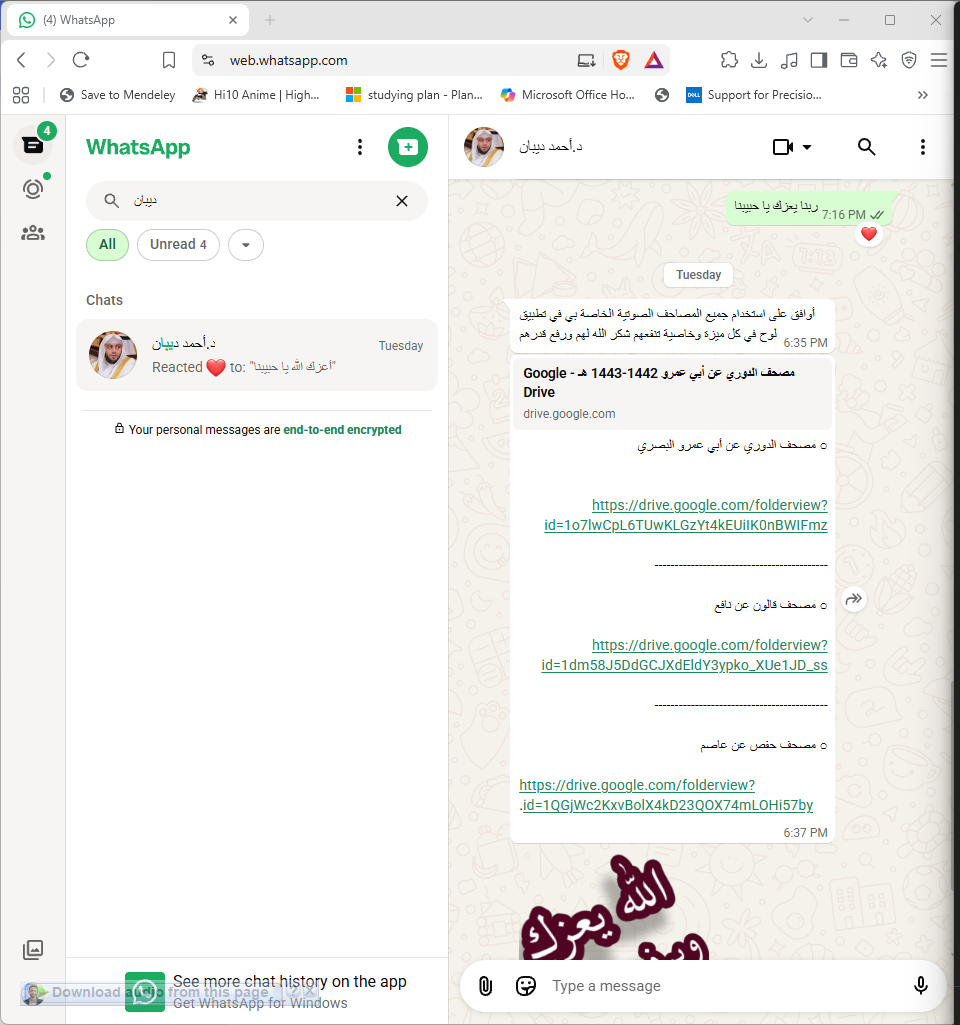 (4) WhatsApp
web.whatsapp.com
Save to Mendeley
Hi10 Anime | High...
studying plan - Plan...
Microsoft Office Ho...
DELL
Support for Precisio...
4
WhatsApp
ديبان
All
Unread 4
Chats
د.أحمد ديبان
Tuesday
Reacted ❤️ to: "أعزك الله يا حبيبنا"
Your personal messages are end-to-end encrypted
See more chat history on the app
Get WhatsApp for Windows
Download audio from this page
د.أحمد ديبان
ربنا يعزك يا حبيبنا
7:16 PM
❤️
Tuesday
أوافق على استخدام جميع المصاحف الصوتية الخاصة بي في تطبيق
لوح في كل ميزة وخاصية تنفعهم شكر الله لهم ورفع قدرهم
6:35 PM
مصحف الدوري عن أبي عمرو 1442-1443 هـ - Google
Drive
drive.google.com
○ مصحف الدوري عن أبي عمرو البصري
https://drive.google.com/folderview?
id=1o7lwCpL6TUwKLGzYt4kEUiIK0nBWIFmz
-------------------------------------------
○ مصحف قالون عن نافع
https://drive.google.com/folderview?
id=1dm58J5DdGCJXdEldY3ypko_XUe1JD_ss
-------------------------------------------
○ مصحف حفص عن عاصم
https://drive.google.com/folderview?
.id=1QGjWc2KxvBolX4kD23QOX74mLOHi57by
6:37 PM
الله
يعزك
Type a message